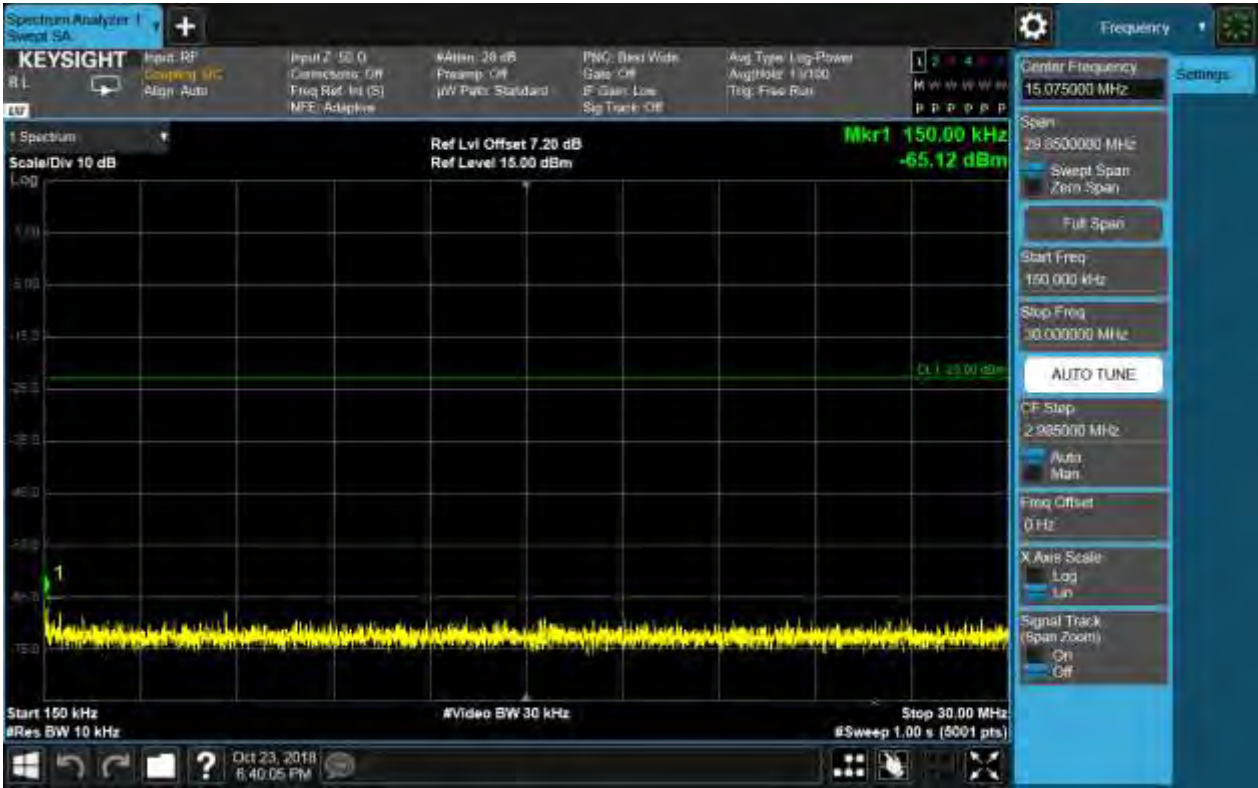 Spectrum Analyzer 1
Swept SA
+
Frequency
KEYSIGHT
R L
Input: RF
Coupling: DC
Align: Auto
Input Z: 50 Ω
Corrections: Off
Freq Ref: Int (S)
NFE: Adaptive
#Atten: 28 dB
Preamp: Off
µW Path: Standard
PNO: Best Wide
Gate: Off
IF Gain: Low
Sig Track: Off
Avg Type: Log-Power
Trig: Free Run
1 2 4
M W W W W W
P P P P P P
1 Spectrum
Scale/Div 10 dB
Log
Ref Lvl Offset 7.20 dB
Ref Level 15.00 dBm
Mkr1 150.00 kHz
-65.12 dBm
1
Start 150 kHz
#Res BW 10 kHz
#Video BW 30 kHz
Stop 30.00 MHz
#Sweep 1.00 s (5001 pts)
Oct 23, 2018
6:40:05 PM
?
Center Frequency
15.075000 MHz
Settings
Span
29.8500000 MHz
Swept Span
Zero Span
Full Span
Start Freq
150.000 kHz
Stop Freq
30.000000 MHz
AUTO TUNE
CF Step
2.985000 MHz
Auto
Man
Freq Offset
0 Hz
X Axis Scale
Log
Lin
Signal Track
(Span Zoom)
On
Off